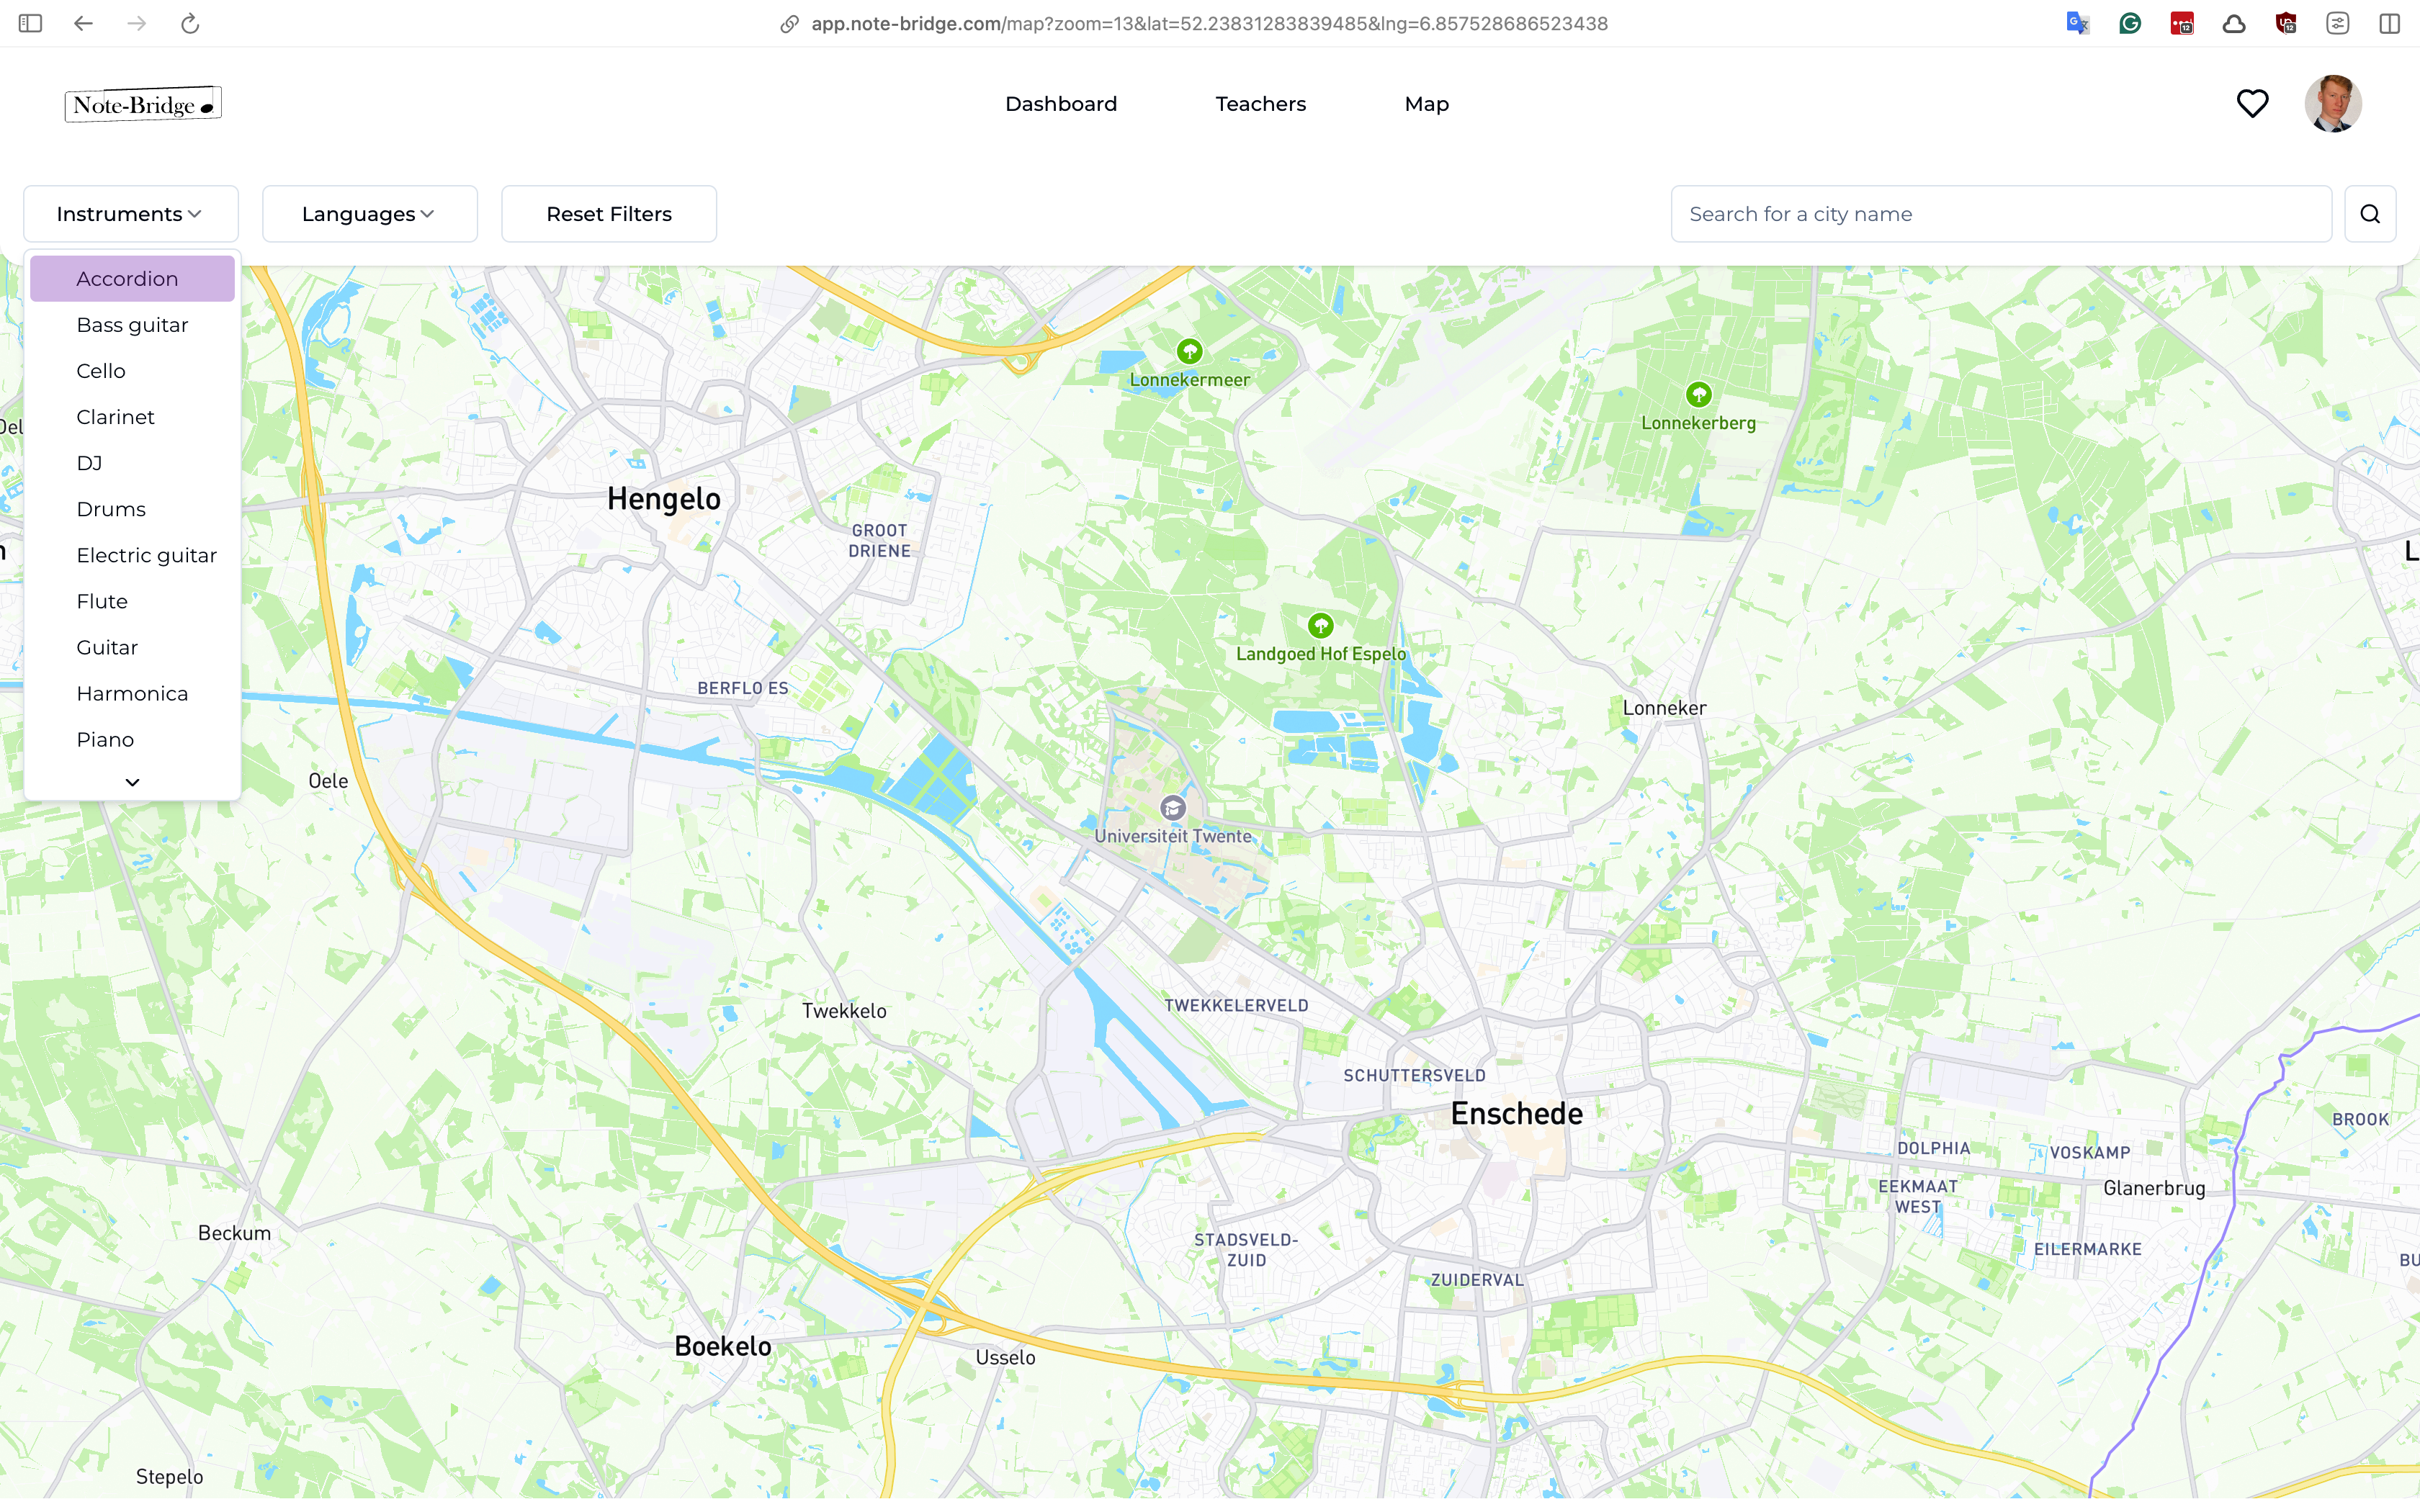 app.note-bridge.com/map?zoom=13&lat=52.23831283839485&lng=6.857528686523438
12
12
Note-Bridge
Dashboard
Teachers
Map
Instruments
Languages
Reset Filters
Search for a city name
Accordion
Bass guitar
Cello
Clarinet
DJ
Drums
Electric guitar
Flute
Guitar
Harmonica
Piano
Lonnekermeer
Lonnekerberg
Hengelo
GROOT
DRIENE
Landgoed Hof Espelo
BERFLO ES
Lonneker
Oele
Universiteit Twente
Twekkelo
TWEKKELERVELD
SCHUTTERSVELD
Enschede
BROOK
DOLPHIA
VOSKAMP
EEKMAAT
WEST
Glanerbrug
Beckum
STADSVELD-
ZUID
EILERMARKE
ZUIDERVAL
Boekelo
Usselo
Stepelo